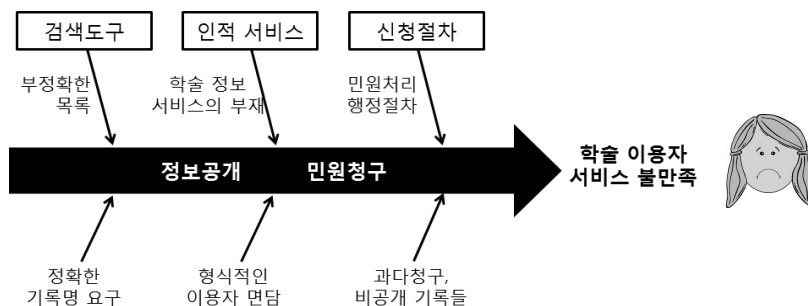 검색도구
인적 서비스
신청절차
부정확한
목록
학술 정보
서비스의 부재
민원처리
행정절차
정보공개 민원청구
학술 이용자
서비스 불만족
정확한
기록명 요구
형식적인
이용자 면담
과다청구,
비공개 기록들